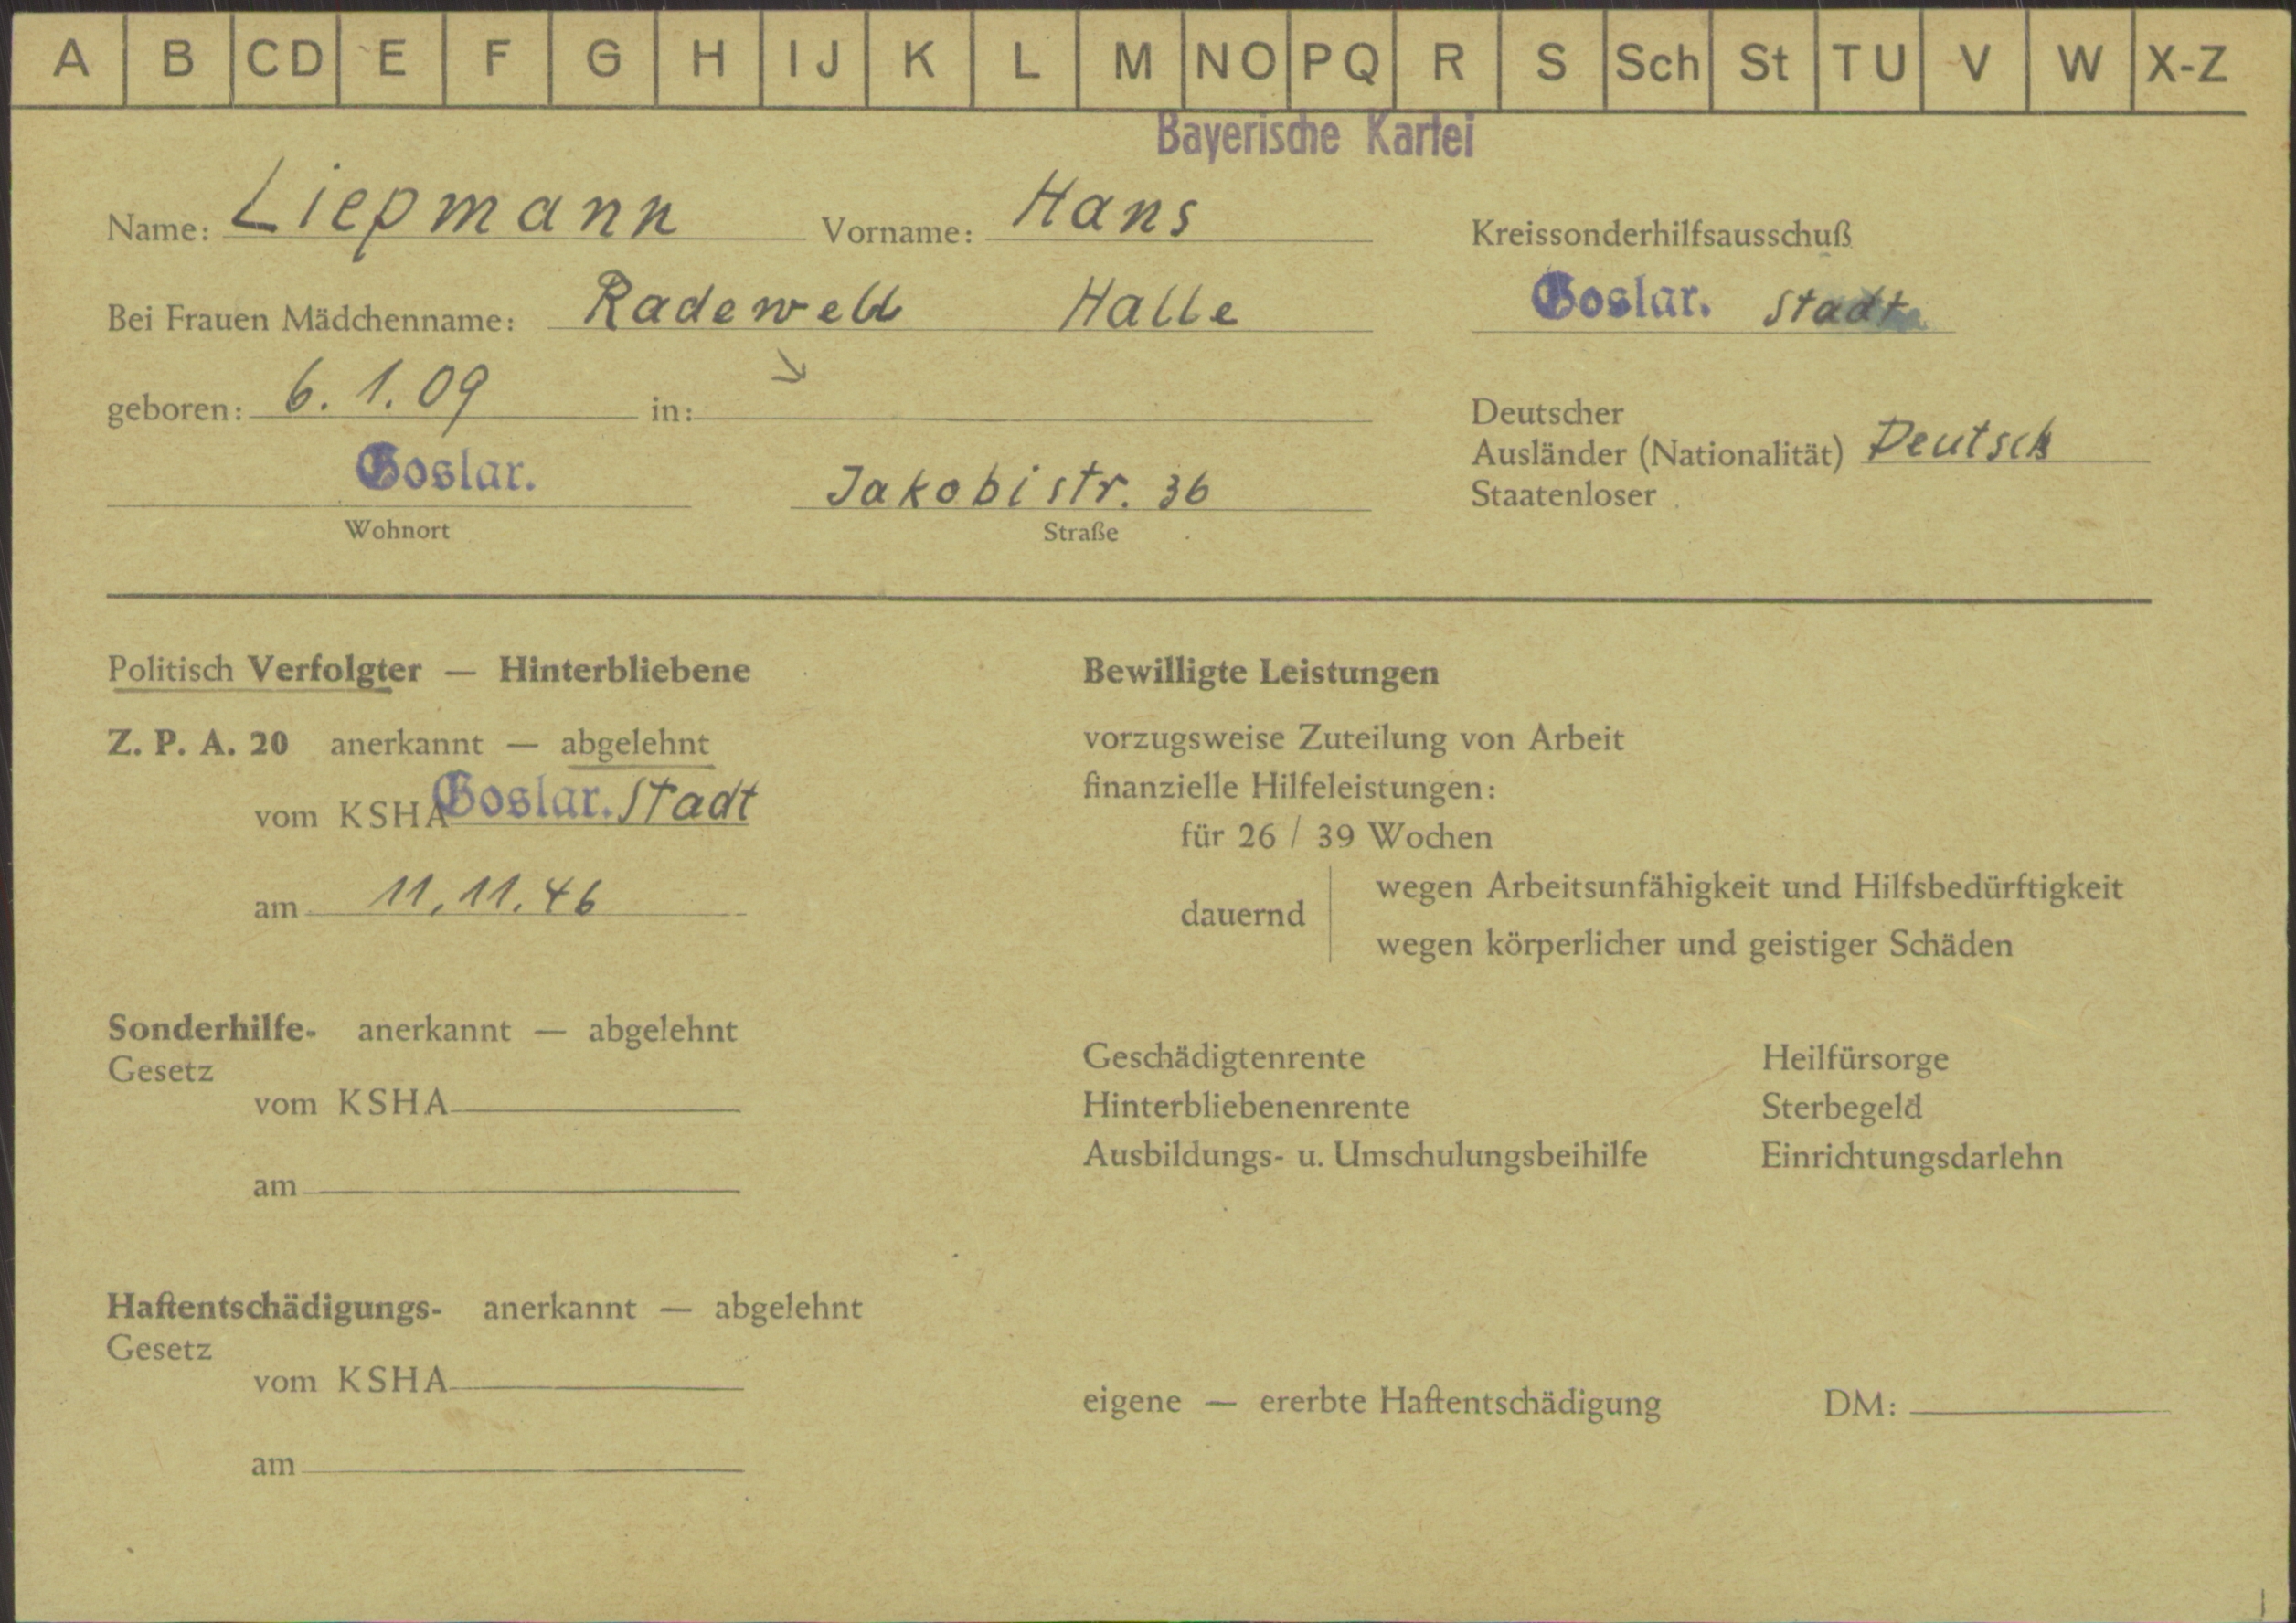 A B CD E F G H IJ K L M NO PQ R S Sch St TU V W X-Z
Bayerische Kartei
Name: Liepmann Vorname: Hans
Kreissonderhilfsausschuß
Bei Frauen Mädchenname: Radewell Halle
Goslar. Stadt
geboren: 6. 1. 09 in:
Deutscher
Ausländer (Nationalität) Deutsch
Staatenloser
Goslar. Jakobistr. 36
Wohnort Straße
Politisch Verfolgter — Hinterbliebene
Z. P. A. 20 anerkannt — abgelehnt
vom KSHA Goslar. Stadt
am 11. 11. 46
Sonderhilfe- anerkannt — abgelehnt
Gesetz
vom KSHA
am
Haftentschädigungs- anerkannt — abgelehnt
Gesetz
vom KSHA
am
Bewilligte Leistungen
vorzugsweise Zuteilung von Arbeit
finanzielle Hilfeleistungen:
für 26 / 39 Wochen
dauernd
wegen Arbeitsunfähigkeit und Hilfsbedürftigkeit
wegen körperlicher und geistiger Schäden
Geschädigtenrente Heilfürsorge
Hinterbliebenenrente Sterbegeld
Ausbildungs- u. Umschulungsbeihilfe Einrichtungsdarlehn
eigene — ererbte Haftentschädigung DM: